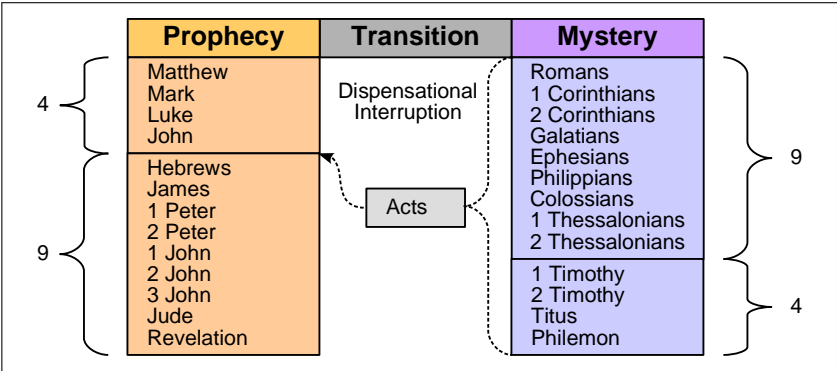 Prophecy
Transition
Mystery
4
Matthew
Mark
Luke
John
9
Hebrews
James
1 Peter
2 Peter
1 John
2 John
3 John
Jude
Revelation
Dispensational
Interruption
Acts
Romans
1 Corinthians
2 Corinthians
Galatians
Ephesians
Philippians
Colossians
1 Thessalonians
2 Thessalonians
9
1 Timothy
2 Timothy
Titus
Philemon
4